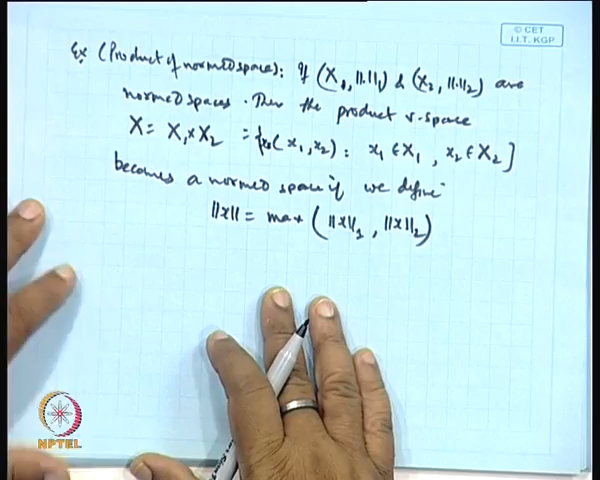 © CET
I.I.T. KGP
Ex (Product of normed space): If (X₁, ||.||₁) & (X₂, ||.||₂) are
normed spaces. Then the product v. space
X = X₁ × X₂ = {x=(x₁, x₂) : x₁ ∈ X₁, x₂ ∈ X₂}
becomes a normed space if we define
||x|| = max (||x||₁, ||x||₂)
NPTEL